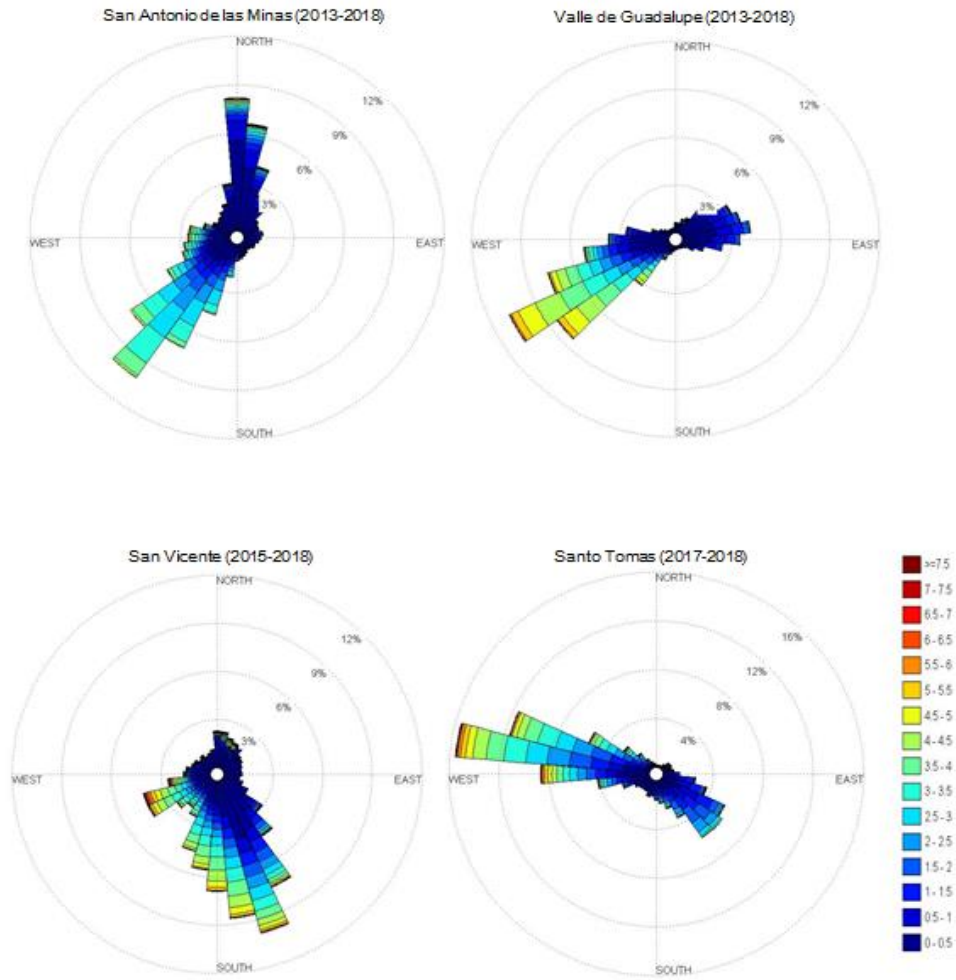 San Antonio de las Minas (2013-2018)
NORTH
12%
9%
6%
3%
WEST
EAST
SOUTH
Valle de Guadalupe (2013-2018)
NORTH
12%
9%
6%
3%
WEST
EAST
SOUTH
San Vicente (2015-2018)
NORTH
12%
9%
6%
3%
WEST
EAST
SOUTH
Santo Tomas (2017-2018)
NORTH
16%
12%
8%
4%
WEST
EAST
SOUTH
>=7.5
7 - 7.5
6.5 - 7
6 - 6.5
5.5 - 6
5 - 5.5
4.5 - 5
4 - 4.5
3.5 - 4
3 - 3.5
2.5 - 3
2 - 2.5
1.5 - 2
1 - 1.5
0.5 - 1
0 - 0.5